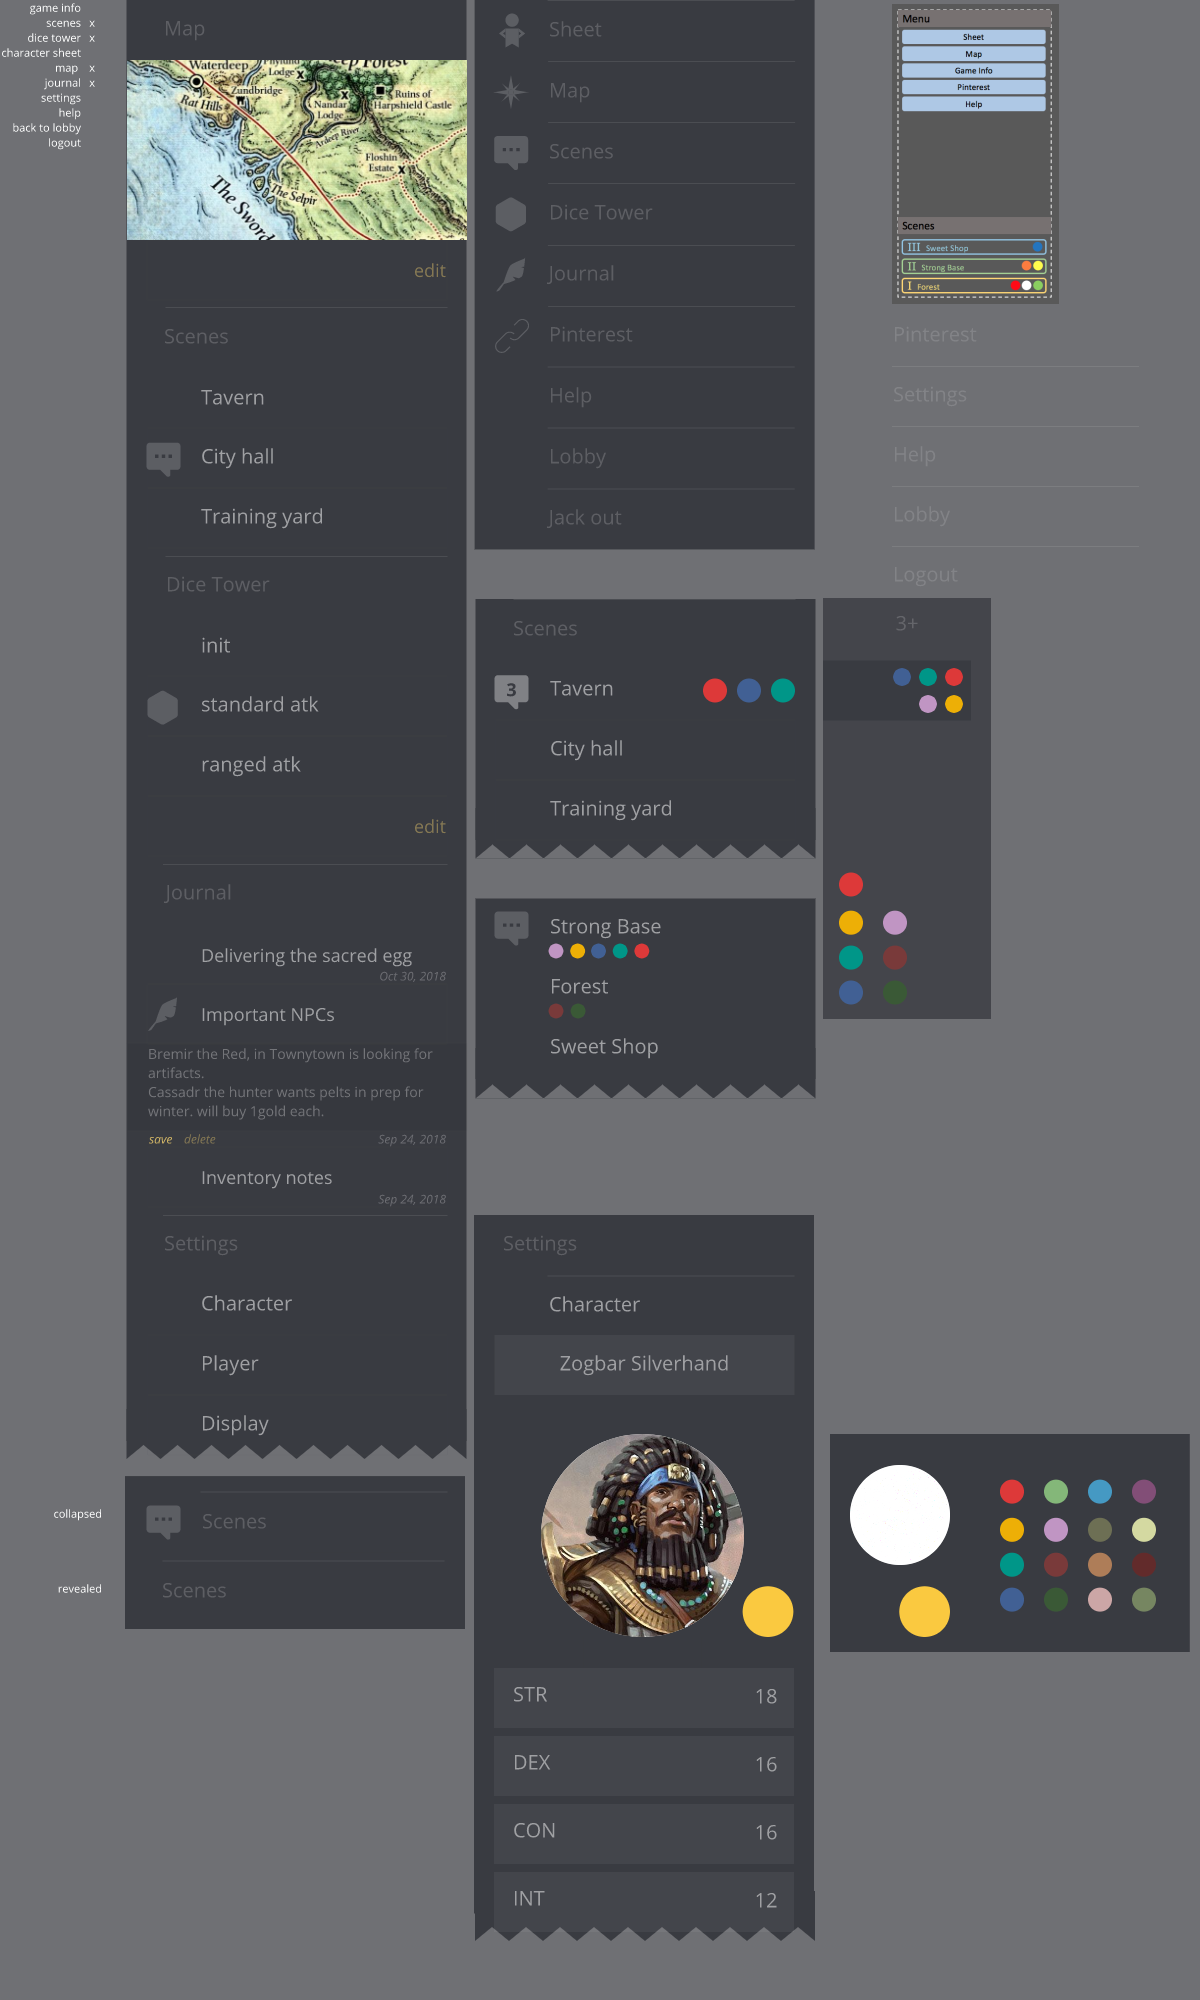 game info
scenes x
dice tower x
character sheet
map x
journal x
settings
help
back to lobby
logout
Map
Waterdeep
Lodge
Forest
Rat Hills
Zundbridge
Nandar
Lodge
Ruins of
Harpshield Castle
Ardeep River
Floshin
Estate
The Selpir
The Sword
edit
Scenes
Tavern
City hall
Training yard
Dice Tower
init
standard atk
ranged atk
edit
Journal
Delivering the sacred egg
Oct 30, 2018
Important NPCs
Bremir the Red, in Townytown is looking for
artifacts.
Cassadr the hunter wants pelts in prep for
winter. will buy 1gold each.
save delete Sep 24, 2018
Inventory notes
Sep 24, 2018
Settings
Character
Player
Display
collapsed
Scenes
revealed
Scenes
Sheet
Map
Scenes
Dice Tower
Journal
Pinterest
Help
Lobby
Jack out
Scenes
3 Tavern
City hall
Training yard
Strong Base
Forest
Sweet Shop
Settings
Character
Zogbar Silverhand
STR 18
DEX 16
CON 16
INT 12
Menu
Sheet
Map
Game Info
Pinterest
Help
Scenes
III Sweet Shop
II Strong Base
I Forest
Pinterest
Settings
Help
Lobby
Logout
3+